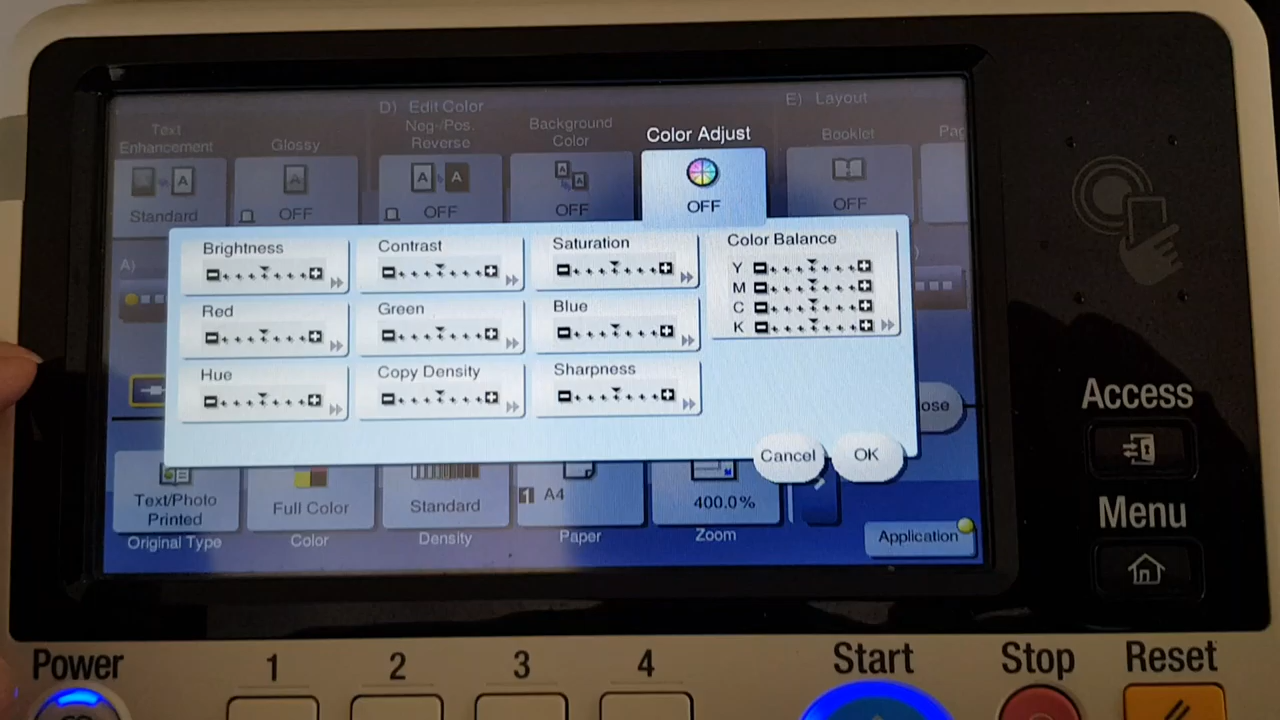 D) Edit Color
E) Layout
Text
Enhancement
Standard
Glossy
OFF
Neg-/Pos.
Reverse
OFF
Background
Color
OFF
Color Adjust
OFF
Booklet
OFF
A)
Brightness
Contrast
Saturation
Color Balance
Y
M
C
K
Red
Green
Blue
Hue
Copy Density
Sharpness
Cancel
OK
Text/Photo
Printed
Original Type
Full Color
Color
Standard
Density
1 A4
Paper
400.0%
Zoom
Application
Access
Menu
Power
1
2
3
4
Start
Stop
Reset